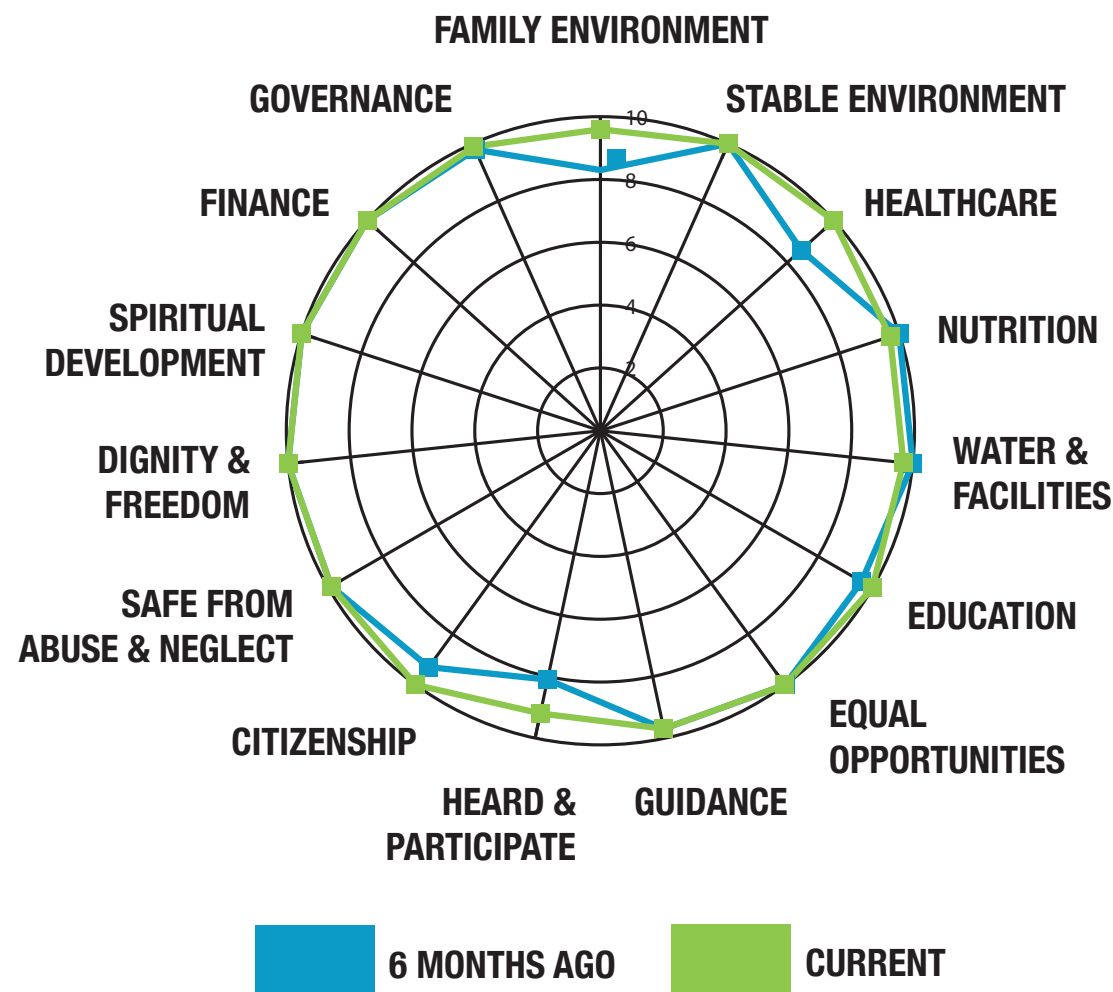 FAMILY ENVIRONMENT
GOVERNANCE
STABLE ENVIRONMENT
10
FINANCE
HEALTHCARE
8
6
SPIRITUAL
DEVELOPMENT
4
NUTRITION
2
DIGNITY &
FREEDOM
WATER &
FACILITIES
SAFE FROM
ABUSE & NEGLECT
EDUCATION
CITIZENSHIP
EQUAL
OPPORTUNITIES
HEARD &
PARTICIPATE
GUIDANCE
6 MONTHS AGO
CURRENT